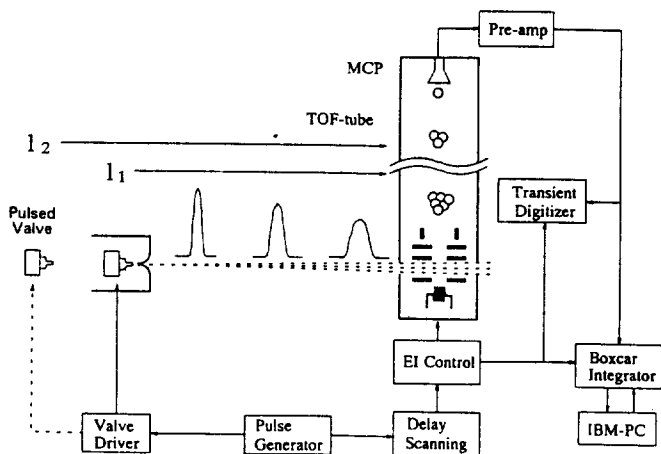 Pre-amp
MCP
TOF-tube
l2
l1
Transient
Digitizer
Pulsed
Valve
EI Control
Boxcar
Integrator
Valve
Driver
Pulse
Generator
Delay
Scanning
IBM-PC